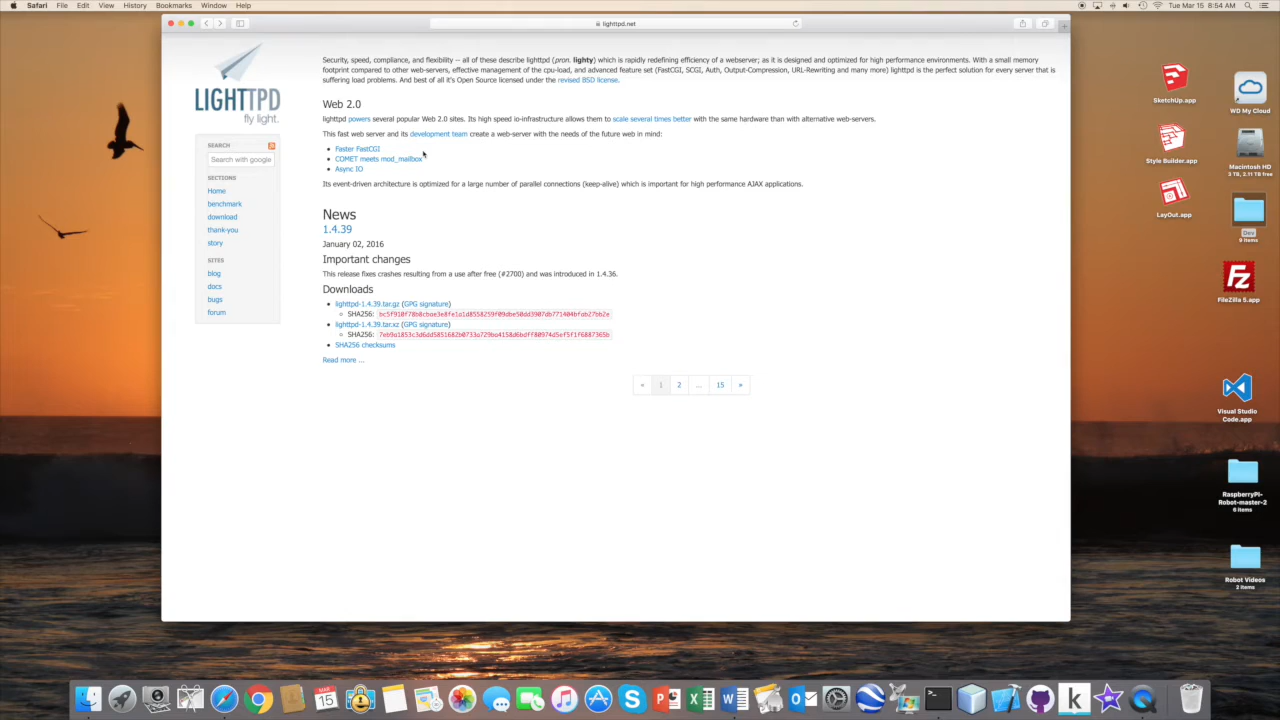 Safari File Edit View History Bookmarks Window Help
Tue Mar 15 8:54 AM
lighttpd.net
LIGHTTPD
fly light.
SEARCH
Search with google
SECTIONS
Home
benchmark
download
thank-you
story
SITES
blog
docs
bugs
forum
Security, speed, compliance, and flexibility -- all of these describe lighttpd (pron. lighty) which is rapidly redefining efficiency of a webserver; as it is designed and optimized for high performance environments. With a small memory
footprint compared to other web-servers, effective management of the cpu-load, and advanced feature set (FastCGI, SCGI, Auth, Output-Compression, URL-Rewriting and many more) lighttpd is the perfect solution for every server that is
suffering load problems. And best of all it's Open Source licensed under the revised BSD license.
Web 2.0
lighttpd powers several popular Web 2.0 sites. Its high speed io-infrastructure allows them to scale several times better with the same hardware than with alternative web-servers.
This fast web server and its development team create a web-server with the needs of the future web in mind:
Faster FastCGI
COMET meets mod_mailbox
Async IO
Its event-driven architecture is optimized for a large number of parallel connections (keep-alive) which is important for high performance AJAX applications.
News
1.4.39
January 02, 2016
Important changes
This release fixes crashes resulting from a use after free (#2700) and was introduced in 1.4.36.
Downloads
lighttpd-1.4.39.tar.gz (GPG signature)
SHA256:
lighttpd-1.4.39.tar.xz (GPG signature)
SHA256:
SHA256 checksums
Read more ...
« 1 2 ... 15 »
SketchUp.app
WD My Cloud
Style Builder.app
Macintosh HD
3 TB, 2.11 TB free
LayOut.app
Dev
9 items
FileZilla 5.app
Visual Studio
Code.app
RaspberryPi-
Robot-master-2
6 items
Robot Videos
2 items
MAR
15